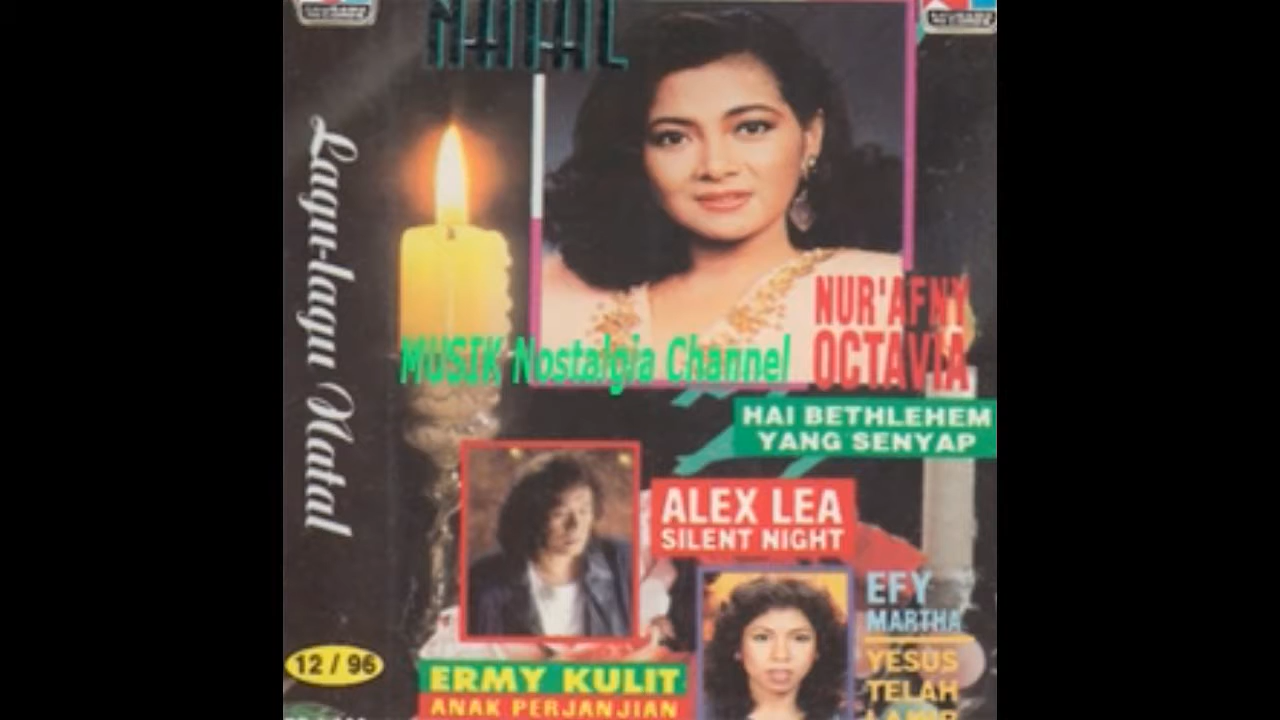 NATAL
Lagu-lagu Natal
NUR'AFNY
OCTAVIA
MUSIK Nostalgia Channel
HAI BETHLEHEM
YANG SENYAP
ALEX LEA
SILENT NIGHT
EFY
MARTHA
YESUS
TELAH
12 / 96
ERMY KULIT
ANAK PERJANJIAN